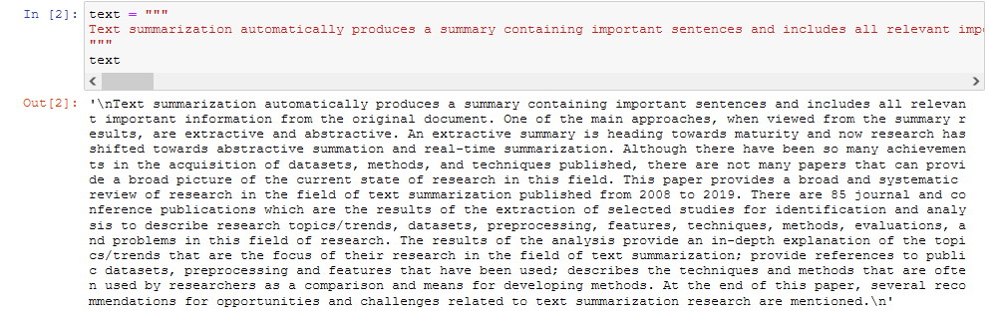 In [2]: text = """
Text summarization automatically produces a summary containing important sentences and includes all relevant
"""
text
Out[2]: '\nText summarization automatically produces a summary containing important sentences and includes all relevan
t important information from the original document. One of the main approaches, when viewed from the summary r
esults, are extractive and abstractive. An extractive summary is heading towards maturity and now research has
shifted towards abstractive summation and real-time summarization. Although there have been so many achievemen
ts in the acquisition of datasets, methods, and techniques published, there are not many papers that can provi
de a broad picture of the current state of research in this field. This paper provides a broad and systematic
review of research in the field of text summarization published from 2008 to 2019. There are 85 journal and co
nference publications which are the results of the extraction of selected studies for identification and analy
sis to describe research topics/trends, datasets, preprocessing, features, techniques, methods, evaluations, a
nd problems in this field of research. The results of the analysis provide an in-depth explanation of the topi
cs/trends that are the focus of their research in the field of text summarization; provide references to publi
c datasets, preprocessing and features that have been used; describes the techniques and methods that are ofte
n used by researchers as a comparison and means for developing methods. At the end of this paper, several reco
mmendations for opportunities and challenges related to text summarization research are mentioned.\n'